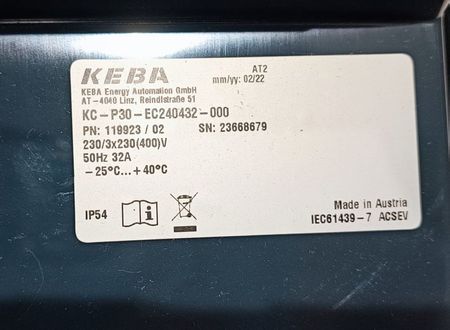 KEBA
AT2
mm/yy: 02/22
KEBA Energy Automation GmbH
AT-4040 Linz, Reindlstraße 51
KC-P30-EC240432-000
PN: 119923 / 02 SN: 23668679
230/3x230(400)V
50Hz 32A
-25°C...+40°C
IP54
Made in Austria
IEC61439-7 ACSEV